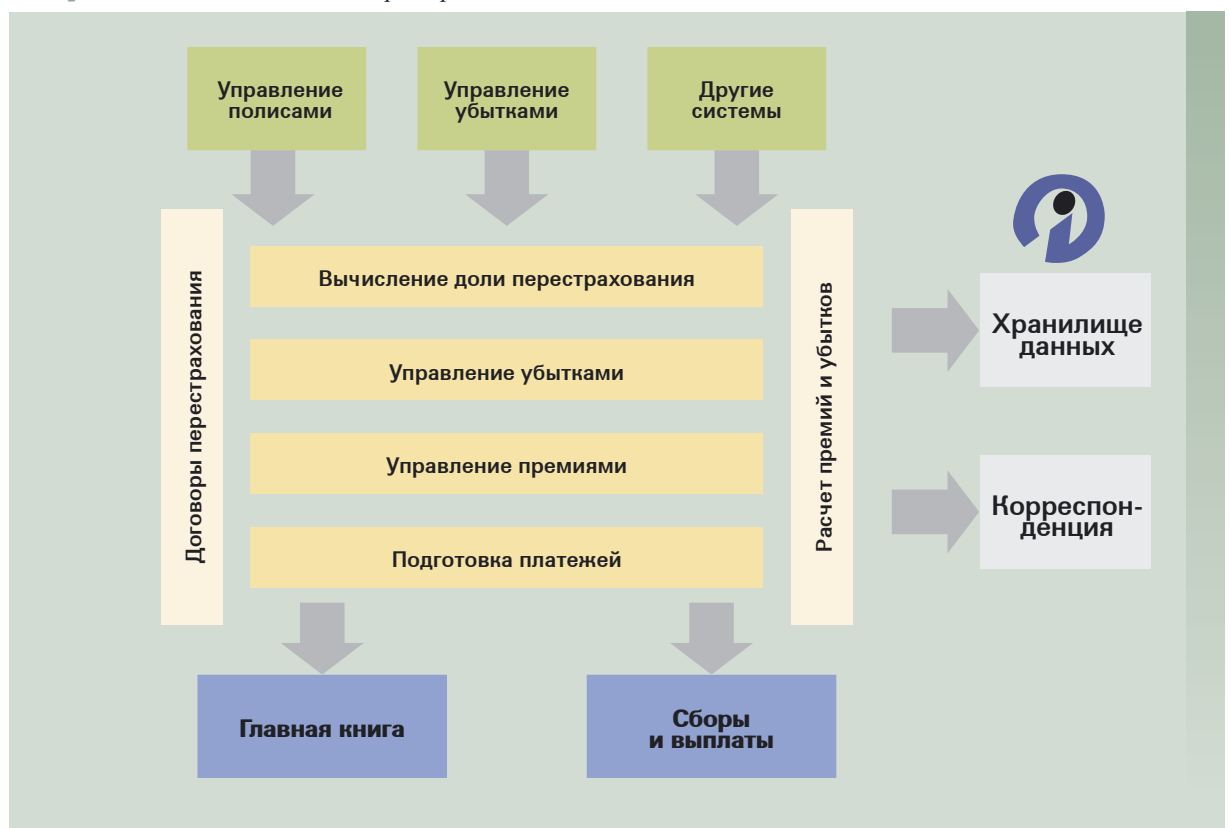 Управление
полисами
Управление
убытками
Другие
системы
Договоры перестрахования
Вычисление доли перестрахования
Управление убытками
Управление премиями
Подготовка платежей
Расчет премий и убытков
Хранилище
данных
Корреспон-
денция
Главная книга
Сборы
и выплаты